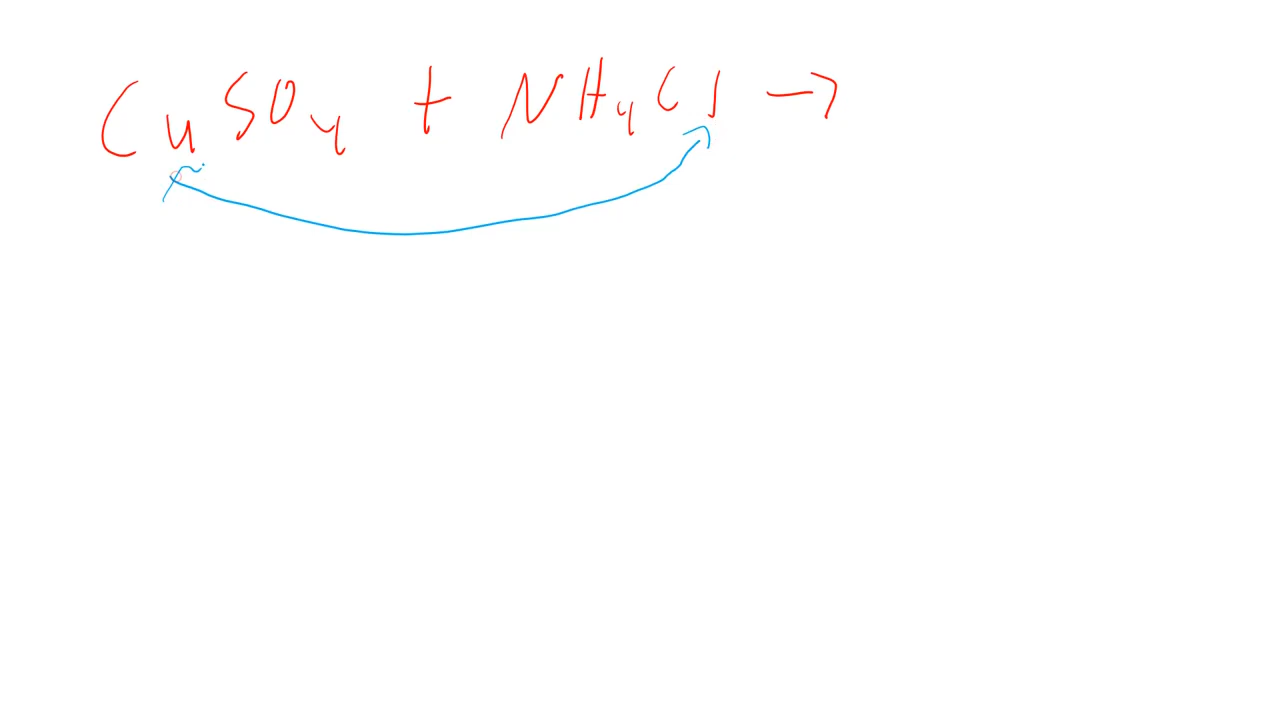 CuSO4 + NH4Cl →